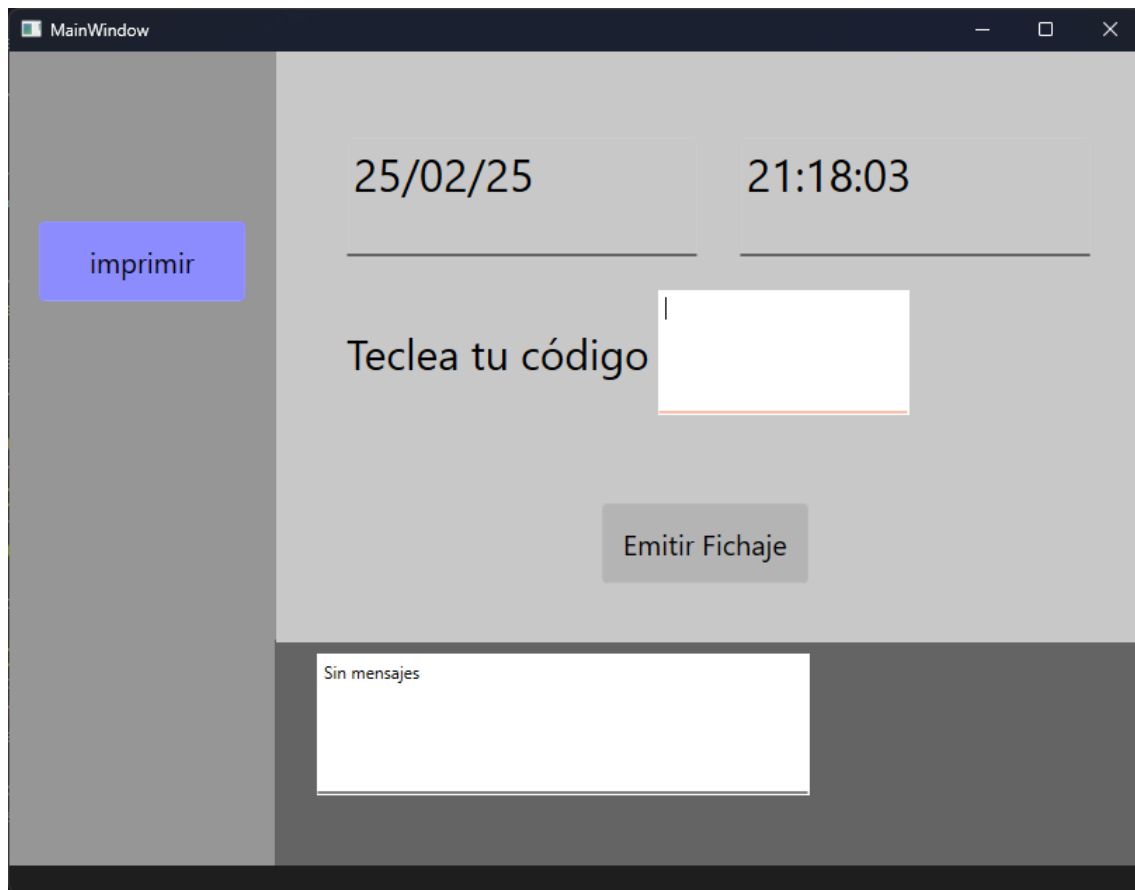 MainWindow
25/02/25
21:18:03
imprimir
Teclea tu código
Emitir Fichaje
Sin mensajes